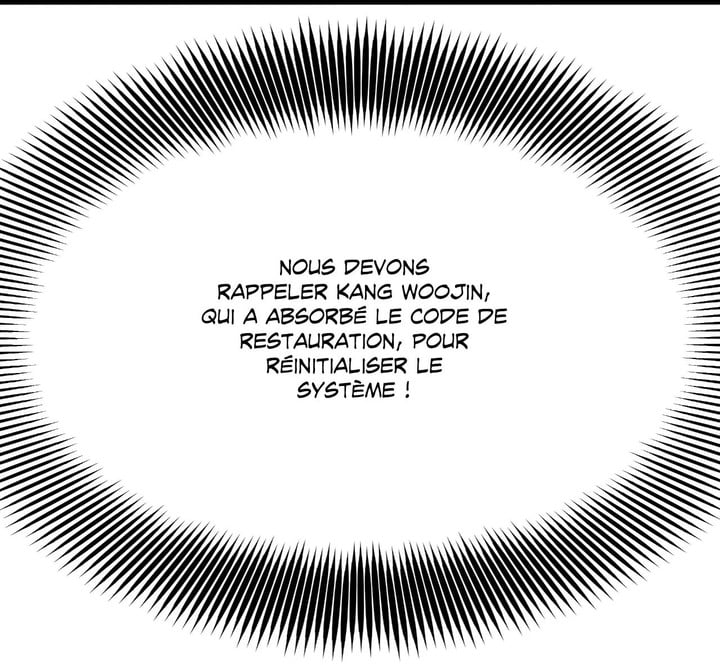 NOUS DEVONS
RAPPELER KANG WOOJIN,
QUI A ABSORBÉ LE CODE DE
RESTAURATION, POUR
RÉINITIALISER LE
SYSTÈME !